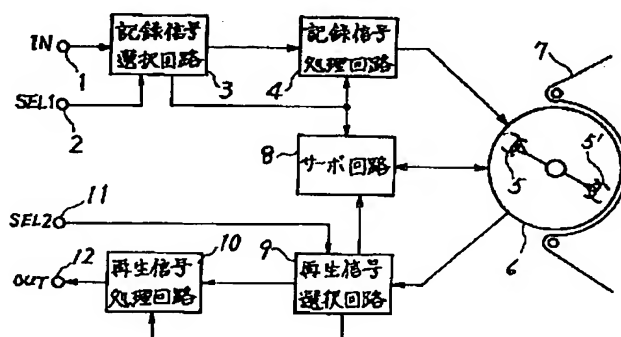 IN
1
記録信号
選択回路
3
記録信号
処理回路
4
7
SEL1
2
8
サーボ回路
5
5'
6
SEL2
11
OUT
12
10
再生信号
処理回路
9
再生信号
選択回路